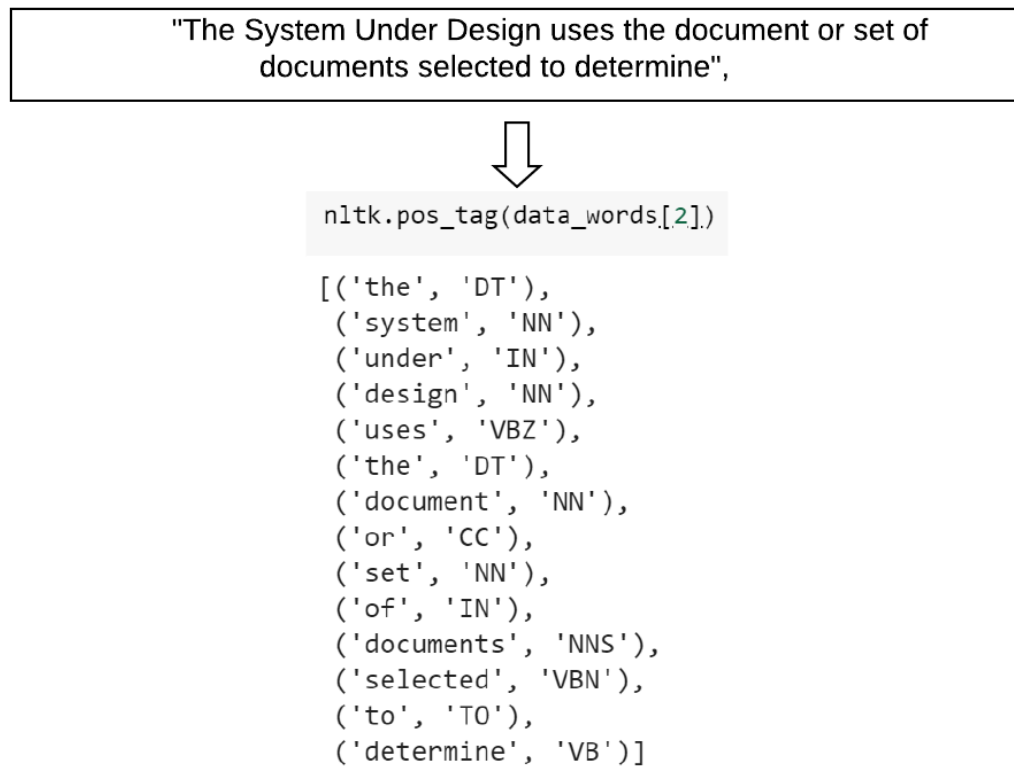 "The System Under Design uses the document or set of
documents selected to determine",
nltk.pos_tag(data_words[2])
[('the', 'DT'),
('system', 'NN'),
('under', 'IN'),
('design', 'NN'),
('uses', 'VBZ'),
('the', 'DT'),
('document', 'NN'),
('or', 'CC'),
('set', 'NN'),
('of', 'IN'),
('documents', 'NNS'),
('selected', 'VBN'),
('to', 'TO'),
('determine', 'VB')]